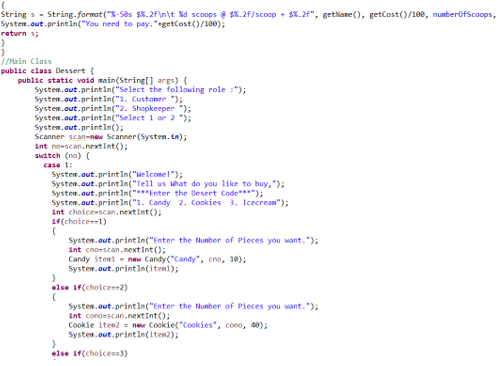 {
String s = String.format("%-50s $%.2f\n\t %d scoops @ $%.2f/scoop + $%.2f", getName(), getCost()/100, numberOfScoops,
System.out.println("You need to pay."+getCost()/100);
return s;
}
}
//Main Class
public class Dessert {
public static void main(String[] args) {
System.out.println("Select the following role :");
System.out.println("1. Customer ");
System.out.println("2. Shopkeeper ");
System.out.println("Select 1 or 2 ");
System.out.println();
Scanner scan=new Scanner(System.in);
int no=scan.nextInt();
switch (no) {
case 1:
System.out.println("Welcome!");
System.out.println("Tell us What do you like to buy,");
System.out.println("***Enter the Desert Code***");
System.out.println("1. Candy  2. Cookies  3. Icecream");
int choice=scan.nextInt();
if(choice==1)
{
System.out.println("Enter the Number of Pieces you want.");
int cno=scan.nextInt();
Candy item1 = new Candy("Candy", cno, 10);
System.out.println(item1);
}
else if(choice==2)
{
System.out.println("Enter the Number of Pieces you want.");
int cono=scan.nextInt();
Cookie item2 = new Cookie("Cookies", cono, 40);
System.out.println(item2);
}
else if(choice==3)